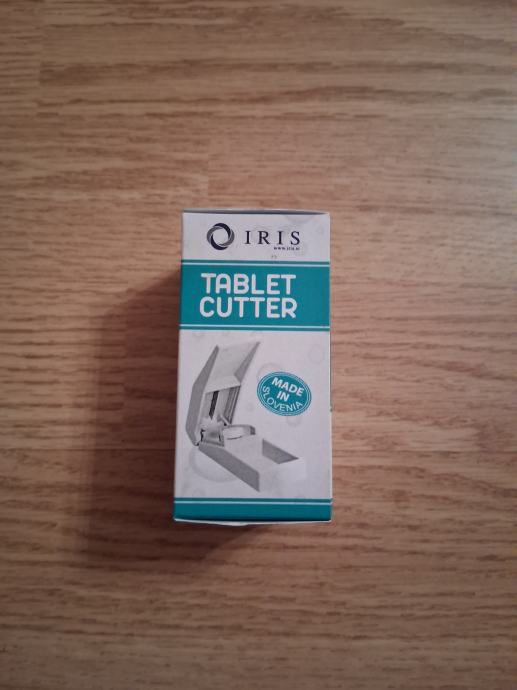 IRIS
www.iris.si
TABLET
CUTTER
MADE
IN
SLOVENIA